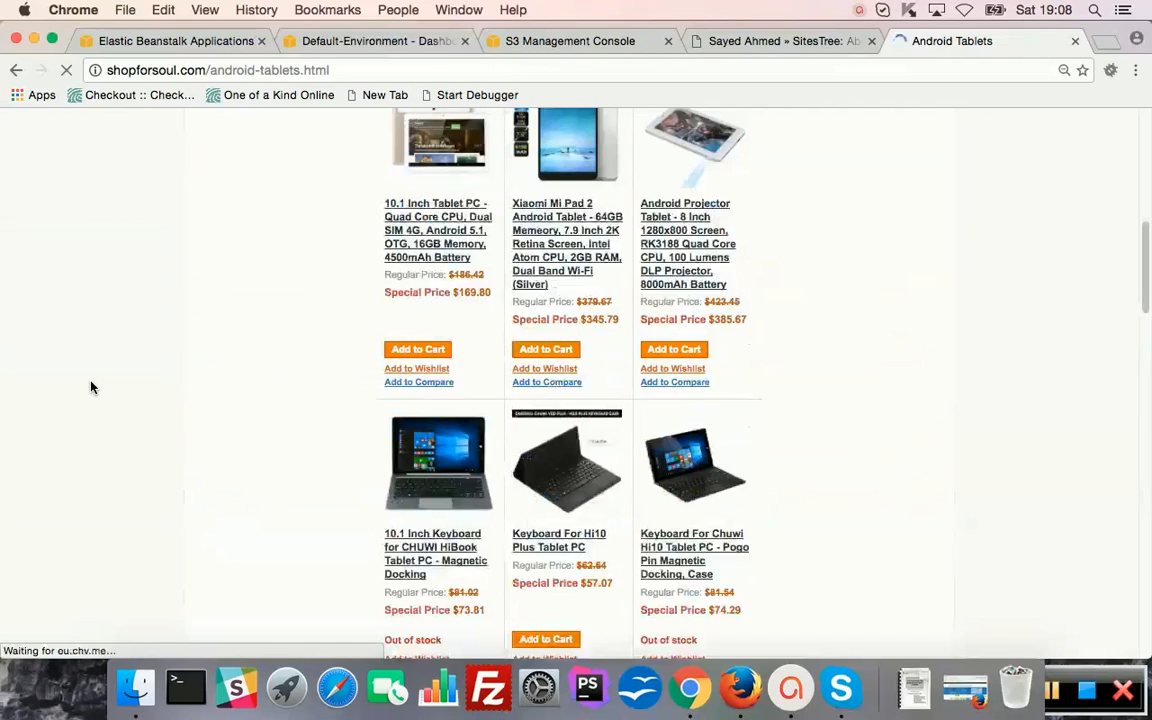 Chrome File Edit View History Bookmarks People Window Help Sat 19:08
Elastic Beanstalk Applications Default-Environment - Dashb S3 Management Console Sayed Ahmed » SitesTree: Ab Android Tablets
shopforsoul.com/android-tablets.html
Apps Checkout :: Check... One of a Kind Online New Tab Start Debugger
10.1 Inch Tablet PC -
Quad Core CPU, Dual
SIM 4G, Android 5.1,
OTG, 16GB Memory,
4500mAh Battery
Regular Price: $186.42
Special Price $169.80
Add to Cart
Add to Wishlist
Add to Compare
Xiaomi Mi Pad 2
Android Tablet - 64GB
Memeory, 7.9 Inch 2K
Retina Screen, Intel
Atom CPU, 2GB RAM,
Dual Band Wi-Fi
(Silver)
Regular Price: $379.67
Special Price $345.79
Add to Cart
Add to Wishlist
Add to Compare
Android Projector
Tablet - 8 Inch
1280x800 Screen,
RK3188 Quad Core
CPU, 100 Lumens
DLP Projector,
8000mAh Battery
Regular Price: $423.45
Special Price $385.67
Add to Cart
Add to Wishlist
Add to Compare
10.1 Inch Keyboard
for CHUWI HiBook
Tablet PC - Magnetic
Docking
Regular Price: $81.02
Special Price $73.81
Out of stock
Keyboard For Hi10
Plus Tablet PC
Regular Price: $62.64
Special Price $57.07
Add to Cart
Keyboard For Chuwi
Hi10 Tablet PC - Pogo
Pin Magnetic
Docking, Case
Regular Price: $81.54
Special Price $74.29
Out of stock
Waiting for eu.chv.me...
PS